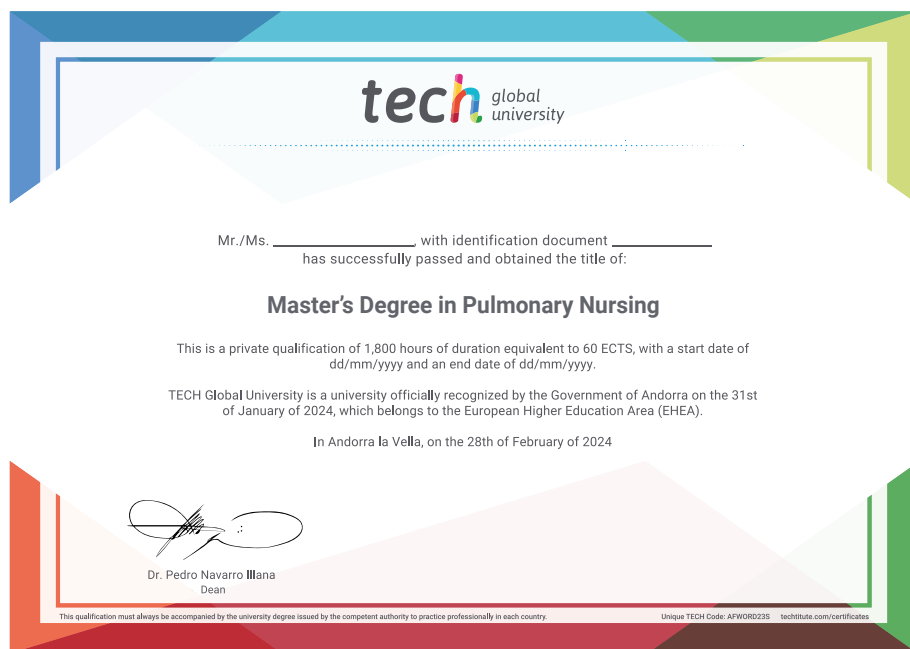 tech global
university
Mr./Ms. ____________________, with identification document ______________
has successfully passed and obtained the title of:
Master's Degree in Pulmonary Nursing
This is a private qualification of 1,800 hours of duration equivalent to 60 ECTS, with a start date of
dd/mm/yyyy and an end date of dd/mm/yyyy.
TECH Global University is a university officially recognized by the Government of Andorra on the 31st
of January of 2024, which belongs to the European Higher Education Area (EHEA).
In Andorra la Vella, on the 28th of February of 2024
Dr. Pedro Navarro Illana
Dean
This qualification must always be accompanied by the university degree issued by the competent authority to practice professionally in each country.
Unique TECH Code: AFWORD23S techtitute.com/certificates